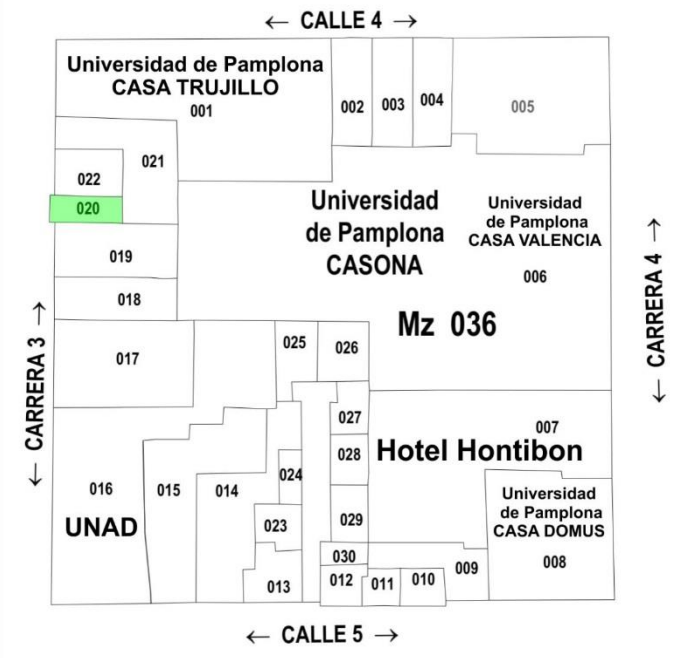 ← CALLE 4 →
Universidad de Pamplona
CASA TRUJILLO
001
002
003
004
005
021
022
020
019
018
017
Universidad
de Pamplona
CASONA
Universidad
de Pamplona
CASA VALENCIA
006
Mz 036
← CARRERA 3 →
← CARRERA 4 →
025
026
027
028
029
030
007
Hotel Hontibon
Universidad
de Pamplona
CASA DOMUS
008
016
UNAD
015
014
024
023
013
012
011
010
009
← CALLE 5 →